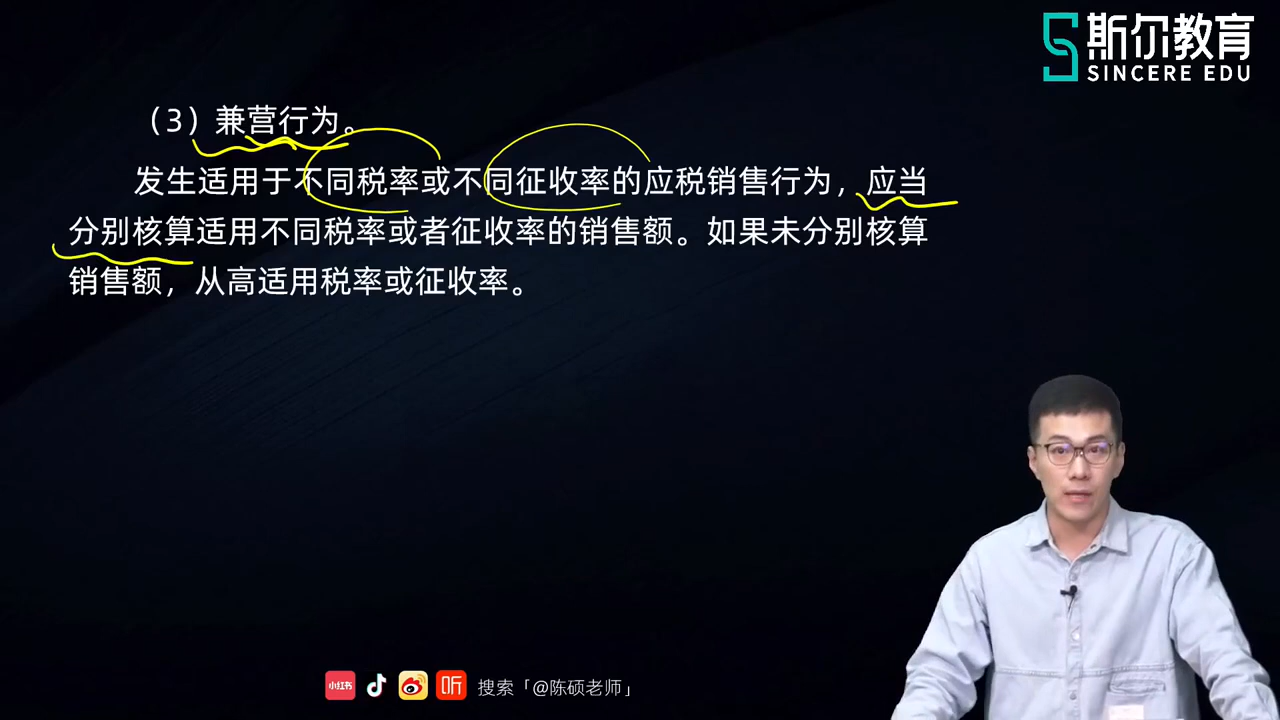 斯尔教育
SINCERE EDU
（3）兼营行为。
发生适用于不同税率或不同征收率的应税销售行为，应当
分别核算适用不同税率或者征收率的销售额。如果未分别核算
销售额，从高适用税率或征收率。
小红书
听
搜索「@陈硕老师」